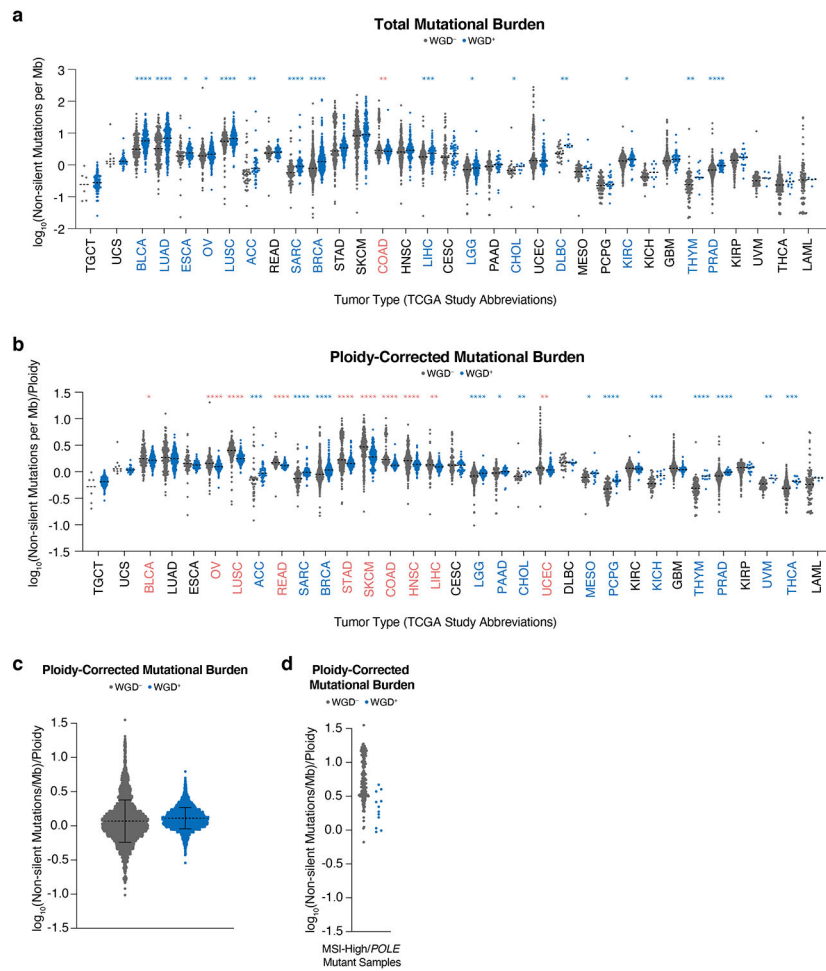 a
Total Mutational Burden
WGD⁻ WGD⁺
log₁₀(Non-silent Mutations per Mb)
3
2
1
0
-1
-2
**** **** * * **** ** **** **** ** *** * * ** * ** ****
TGCT UCS BLCA LUAD ESCA OV LUSC ACC READ SARC BRCA STAD SKCM COAD HNSC LIHC CESC LGG PAAD CHOL UCEC DLBC MESO PCPG KIRC KICH GBM THYM PRAD KIRP UVM THCA LAML
Tumor Type (TCGA Study Abbreviations)
b
Ploidy-Corrected Mutational Burden
WGD⁻ WGD⁺
log₁₀(Non-silent Mutations per Mb)/Ploidy
1.5
1.0
0.5
0.0
-0.5
-1.0
-1.5
* **** **** *** **** **** **** **** **** **** **** ** **** * ** ** * **** *** **** **** ** ***
TGCT UCS BLCA LUAD ESCA OV LUSC ACC READ SARC BRCA STAD SKCM COAD HNSC LIHC CESC LGG PAAD CHOL UCEC DLBC MESO PCPG KIRC KICH GBM THYM PRAD KIRP UVM THCA LAML
Tumor Type (TCGA Study Abbreviations)
c
Ploidy-Corrected Mutational Burden
WGD⁻ WGD⁺
log₁₀(Non-silent Mutations/Mb)/Ploidy
1.5
1.0
0.5
0.0
-0.5
-1.0
-1.5
d
Ploidy-Corrected
Mutational Burden
WGD⁻ WGD⁺
log₁₀(Non-silent Mutations/Mb)/Ploidy
1.5
1.0
0.5
0.0
0.5
-1.0
-1.5
MSI-High/POLE
Mutant Samples